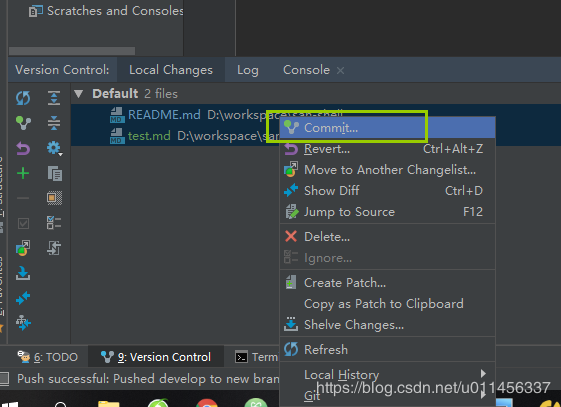 Scratches and Consoles
Version Control: Local Changes Log Console
Default 2 files
README.md D:\workspace\san-shell
test.md D:\workspace\san
Commit...
Revert... Ctrl+Alt+Z
Move to Another Changelist...
Show Diff Ctrl+D
Jump to Source F12
Delete...
Ignore...
Create Patch...
Copy as Patch to Clipboard
Shelve Changes...
Refresh
Local History
Git
6: TODO 9: Version Control Term
Push successful: Pushed develop to new bran
https://blog.csdn.net/u011456337